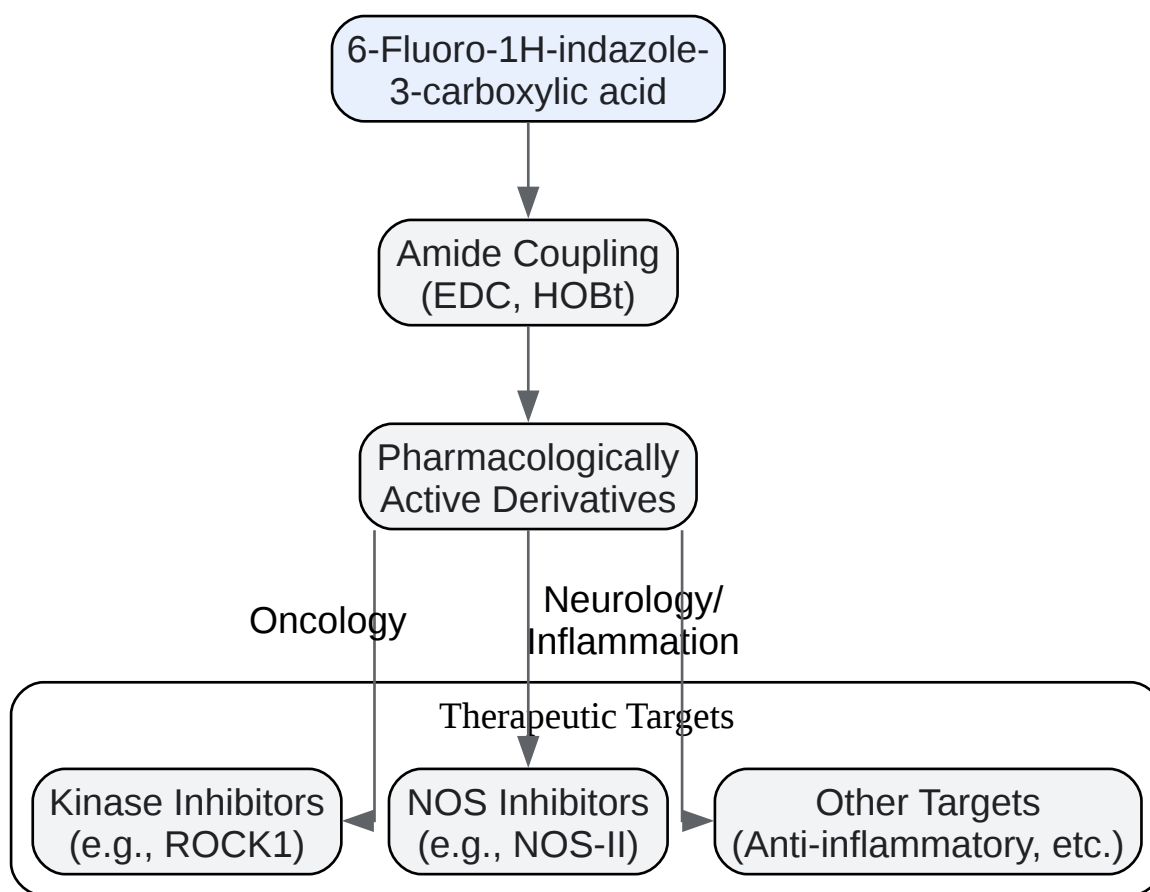 6-Fluoro-1H-indazole-
3-carboxylic acid
Amide Coupling
(EDC, HOBt)
Pharmacologically
Active Derivatives
Oncology
Neurology/
Inflammation
Therapeutic Targets
Kinase Inhibitors
(e.g., ROCK1)
NOS Inhibitors
(e.g., NOS-II)
Other Targets
(Anti-inflammatory, etc.)